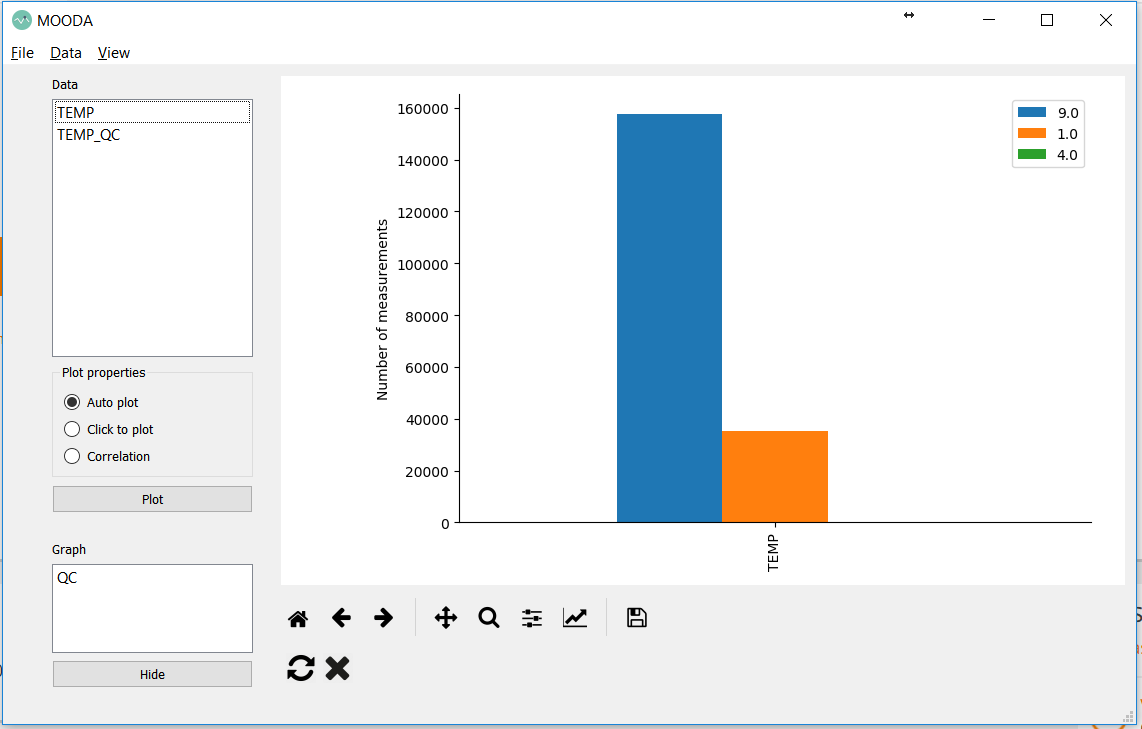 MOODA
File Data View
Data
TEMP
TEMP_QC
Plot properties
Auto plot
Click to plot
Correlation
Plot
Graph
QC
Hide
Number of measurements
160000
140000
120000
100000
80000
60000
40000
20000
0
TEMP
9.0
1.0
4.0